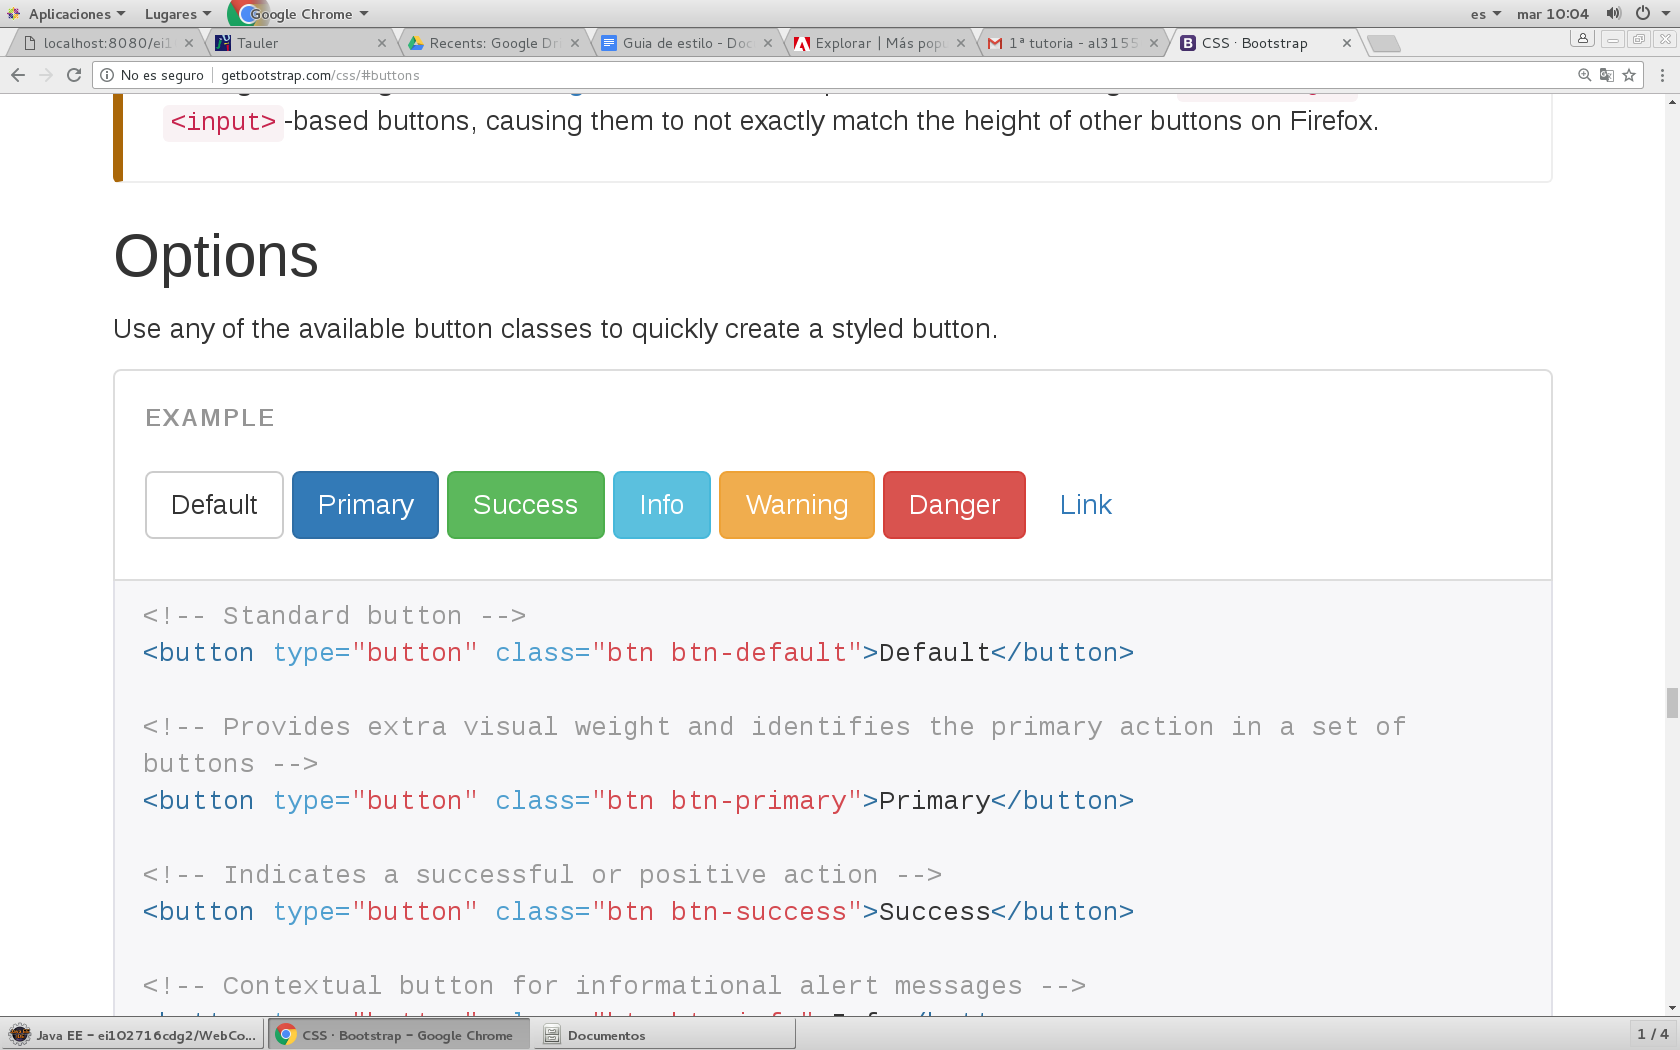 Aplicaciones Lugares Google Chrome es mar 10:04
localhost:8080/ei1 Tauler Recents: Google Dri Guia de estilo - Doc Explorar | Más popu 1ª tutoria - al3155 CSS · Bootstrap
No es seguro getbootstrap.com/css/#buttons
<input>-based buttons, causing them to not exactly match the height of other buttons on Firefox.
Options
Use any of the available button classes to quickly create a styled button.
EXAMPLE
Default Primary Success Info Warning Danger Link
<!-- Standard button -->
<button type="button" class="btn btn-default">Default</button>
<!-- Provides extra visual weight and identifies the primary action in a set of
buttons -->
<button type="button" class="btn btn-primary">Primary</button>
<!-- Indicates a successful or positive action -->
<button type="button" class="btn btn-success">Success</button>
<!-- Contextual button for informational alert messages -->
Java EE - ei102716cdg2/WebCo... CSS · Bootstrap - Google Chrome Documentos 1 / 4